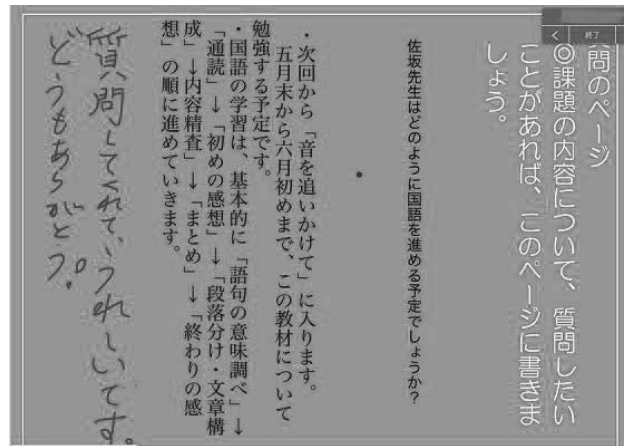 終了
問のページ
◎課題の内容について、質問したい
ことがあれば、このページに書きま
しょう。
佐坂先生はどのように国語を進める予定でしょうか？
・次回から「音を追いかけて」に入ります。
五月末から六月初めまで、この教材について
勉強する予定です。
・国語の学習は、基本的に「語句の意味調べ」→
「通読」→「初めの感想」→「段落分け・文章構
成」→内容精査」→「まとめ」→「終わりの感
想」の順に進めていきます。
質問してくれて、うれしいです。
どうもありがとう。